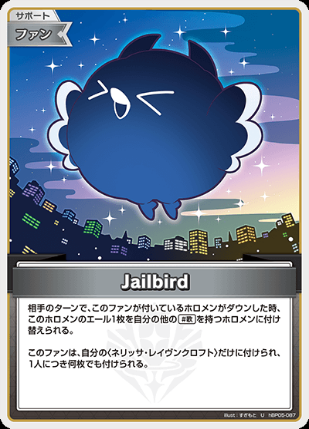 サポート
ファン
Jailbird
相手のターンで、このファンが付いているホロメンがダウンした時、
このホロメンのエール1枚を自分の他の#歌を持つホロメンに付け
替えられる。
このファンは、自分の〈ネリッサ・レイヴンクロフト〉だけに付けられ、
1人につき何枚でも付けられる。
illust:すざもと U hBP05-087